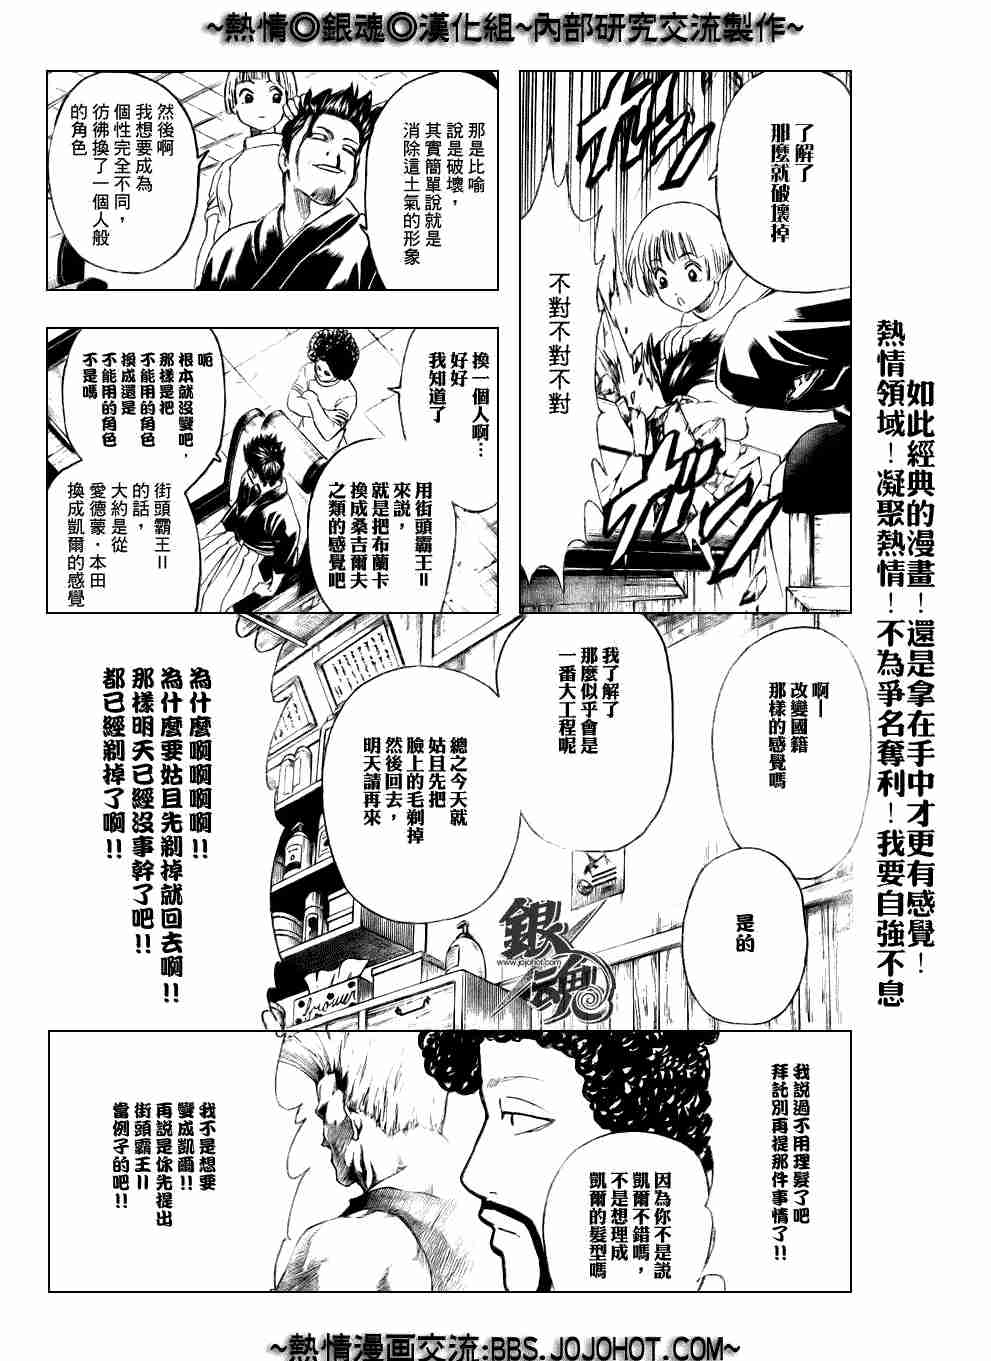 ~熱情◎銀魂◎漢化組~內部研究交流製作~
了解了
那麼就破壞掉
不對不對不對
ガガッ
ガガッ
那是比喻
說是破壞，
其實簡單說就是
消除這土氣的形象
然後啊
我想要成為
個性完全不同，
彷彿換了一個人般
的角色
換一個人啊…
好好
我知道了
用街頭霸王Ⅱ
來說，
就是把布蘭卡
換成桑吉爾夫
之類的感覺吧
呃
根本就沒變吧，
那樣是把
不能用的角色
換成還是
不能用的角色
不是嗎
街頭霸王Ⅱ
的話，
大約是從
愛德蒙·本田
換成凱爾的感覺
啊—
改變國籍
那樣的感覺嗎
是的
我了解了
那麼似乎會是
一番大工程呢
總之今天就
姑且先把
臉上的毛剃掉
然後回去，
明天請再來
為什麼啊啊啊啊!!
為什麼要姑且先剃掉就回去啊!!
那樣明天已經沒事幹了吧!!
都已經剃掉了啊!!
銀魂
www.jojohot.com
flower
我說過不用理髮了吧
拜託別再提那件事情了!!
因為你不是說
凱爾不錯嗎，
不是想理成
凱爾的髮型嗎
我不是想要
變成凱爾!!
再說是你先提出
街頭霸王Ⅱ
當例子的吧!!
如此經典的漫畫！還是拿在手中才更有感覺！
熱情領域！凝聚熱情！不為爭名奪利！我要自強不息
~熱情漫画交流:BBS.JOJOHOT.COM~